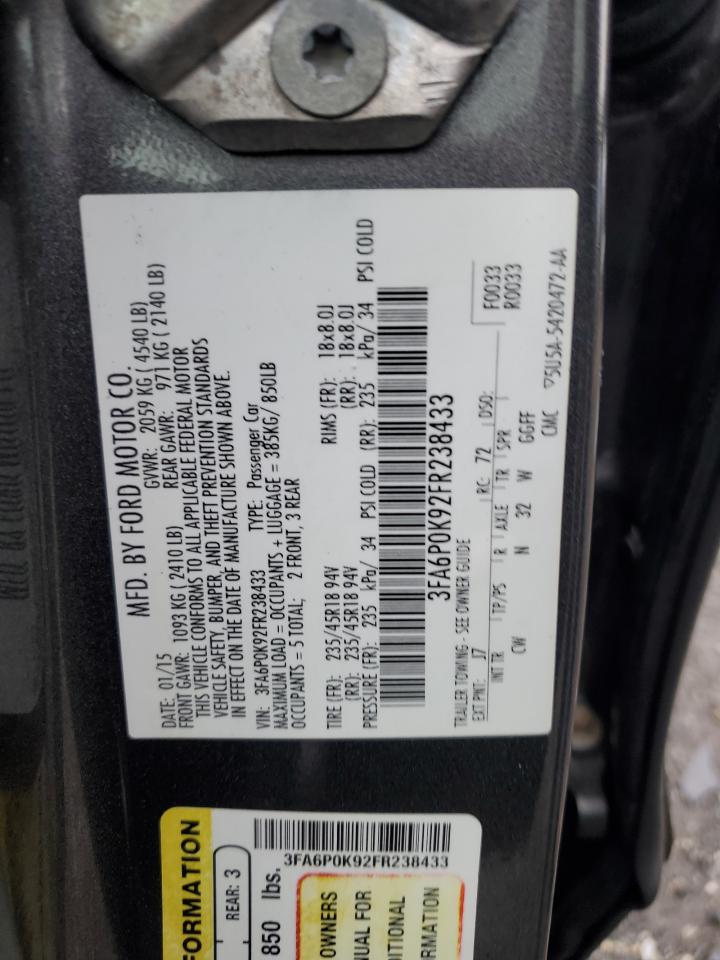 MFD. BY FORD MOTOR CO.
DATE: 01/15 GVWR: 2059 KG ( 4540 LB)
FRONT GAWR: 1093 KG ( 2410 LB) REAR GAWR: 971 KG ( 2140 LB)
THIS VEHICLE CONFORMS TO ALL APPLICABLE FEDERAL MOTOR
VEHICLE SAFETY, BUMPER, AND THEFT PREVENTION STANDARDS
IN EFFECT ON THE DATE OF MANUFACTURE SHOWN ABOVE.
VIN: 3FA6P0K92FR238433 TYPE: Passenger Car
MAXIMUM LOAD = OCCUPANTS + LUGGAGE = 385KG/ 850LB
OCCUPANTS = 5 TOTAL; 2 FRONT, 3 REAR
TIRE (FR): 235/45R18 94V RIMS (FR): 18x8.0J
(RR): 235/45R18 94V (RR): 18x8.0J
PRESSURE (FR): 235 kPa/ 34 PSI COLD (RR): 235 kPa/ 34 PSI COLD
3FA6P0K92FR238433
TRAILER TOWING - SEE OWNER GUIDE F0033
EXT PNT: J7 RC: 72 DSO: R0033
INT TR TP/PS R AXLE TR SPR
CW N 32 W GGFF
CMC 5U5A-5420472-AA
FORMATION
REAR: 3
850 lbs.
3FA6P0K92FR238433
OWNERS
NUAL FOR
ITIONAL
RMATION